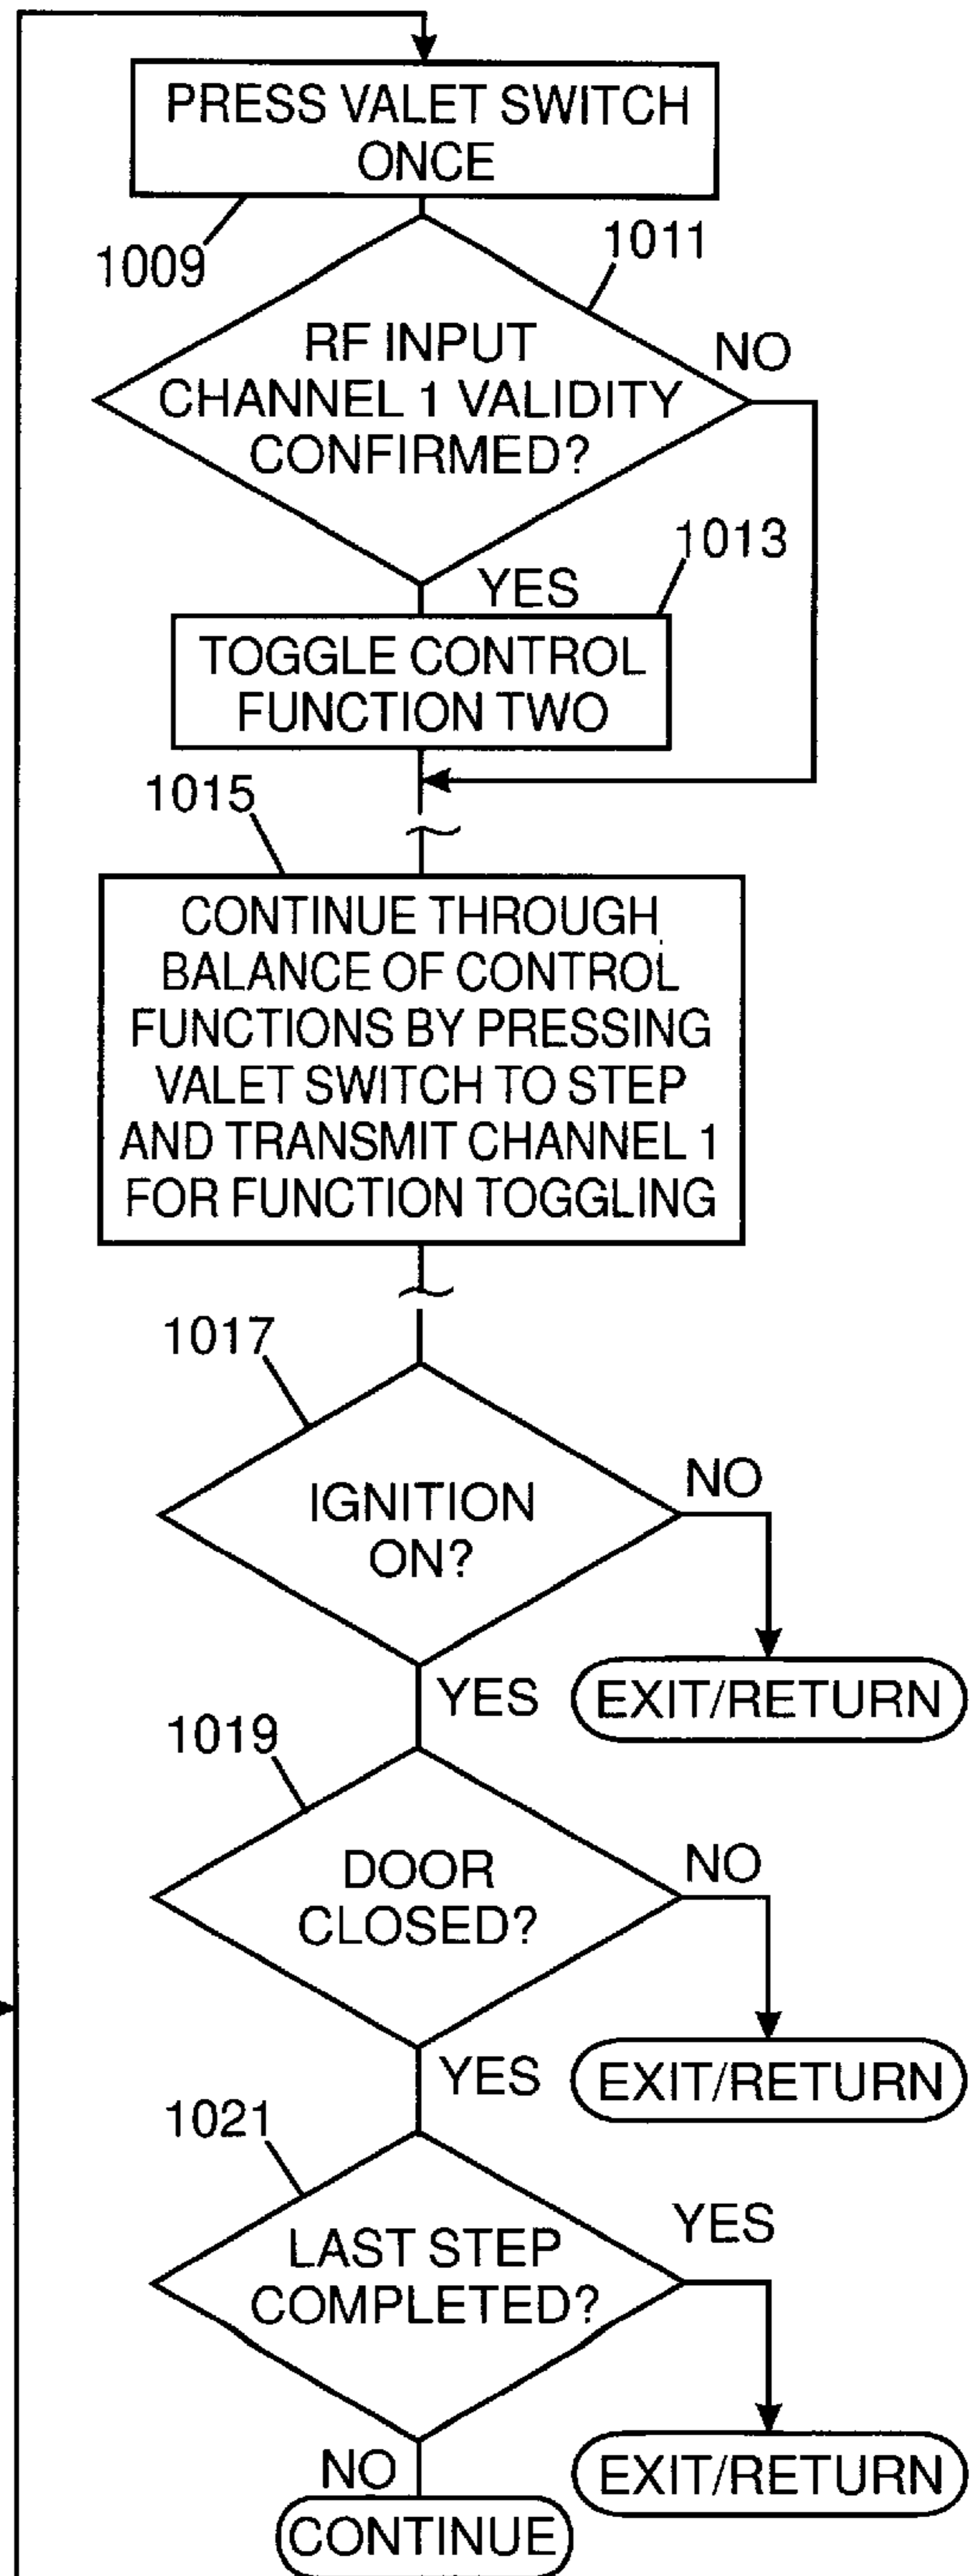 PRESS VALET SWITCH
ONCE
1009
1011
RF INPUT
CHANNEL 1 VALIDITY
CONFIRMED?
NO
1013
YES
TOGGLE CONTROL
FUNCTION TWO
1015
CONTINUE THROUGH
BALANCE OF CONTROL
FUNCTIONS BY PRESSING
VALET SWITCH TO STEP
AND TRANSMIT CHANNEL 1
FOR FUNCTION TOGGLING
1017
IGNITION
ON?
NO
YES
EXIT/RETURN
1019
DOOR
CLOSED?
NO
YES
EXIT/RETURN
1021
LAST STEP
COMPLETED?
YES
NO
EXIT/RETURN
CONTINUE